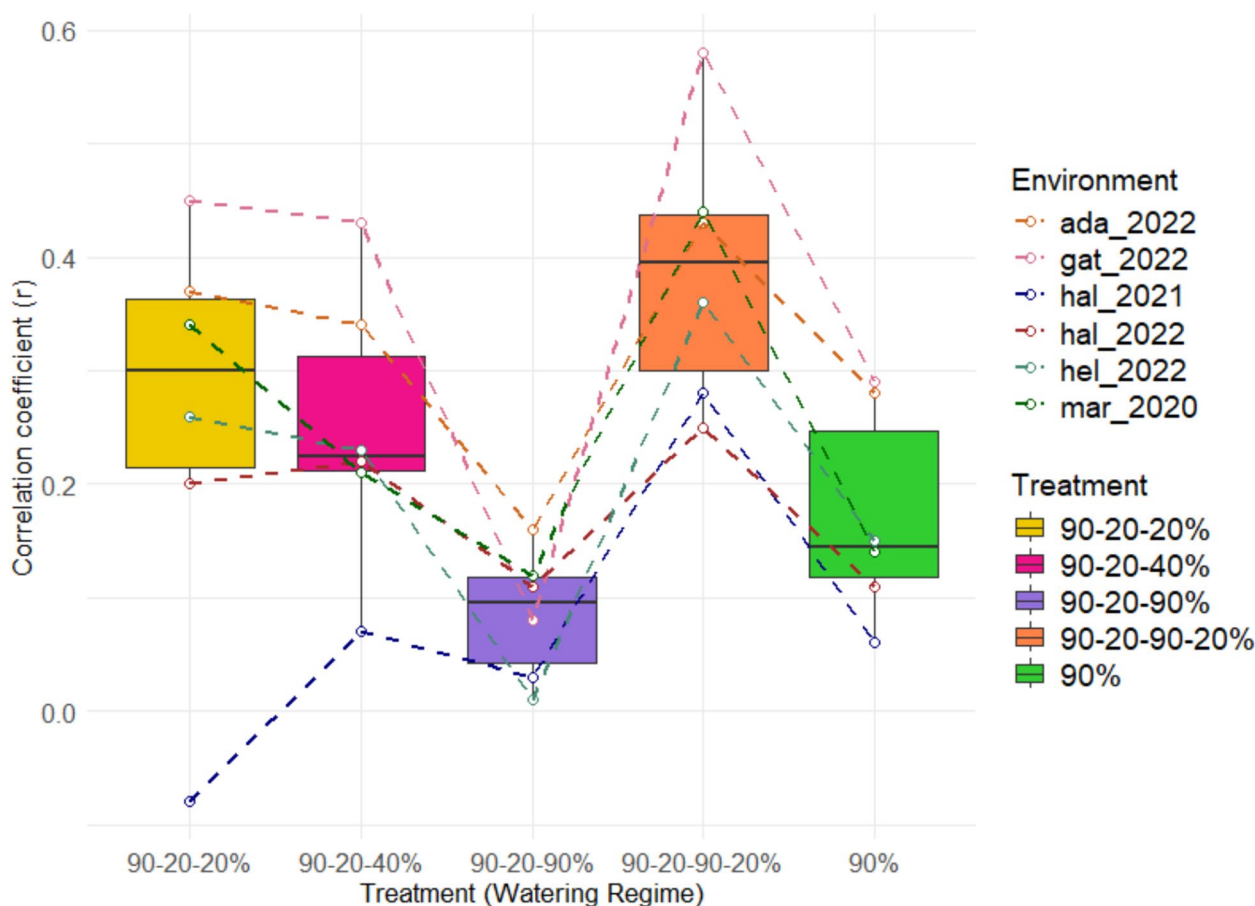 0.6
0.4
0.2
0.0
Correlation coefficient (r)
90-20-20%
90-20-40%
90-20-90%
90-20-90-20%
90%
Treatment (Watering Regime)
Environment
ada_2022
gat_2022
hal_2021
hal_2022
hel_2022
mar_2020
Treatment
90-20-20%
90-20-40%
90-20-90%
90-20-90-20%
90%